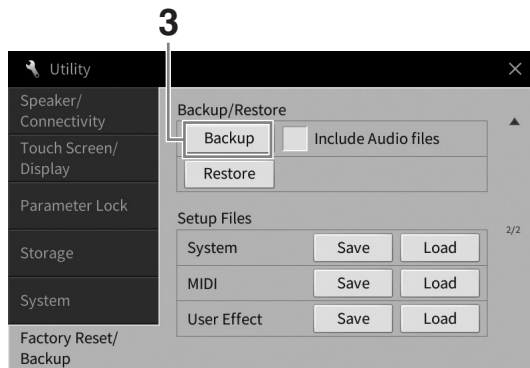 3
Utility
Speaker/
Connectivity
Touch Screen/
Display
Parameter Lock
Storage
System
Factory Reset/
Backup
Backup/Restore
Backup Include Audio files
Restore
Setup Files
System Save Load
MIDI Save Load
User Effect Save Load
2/2